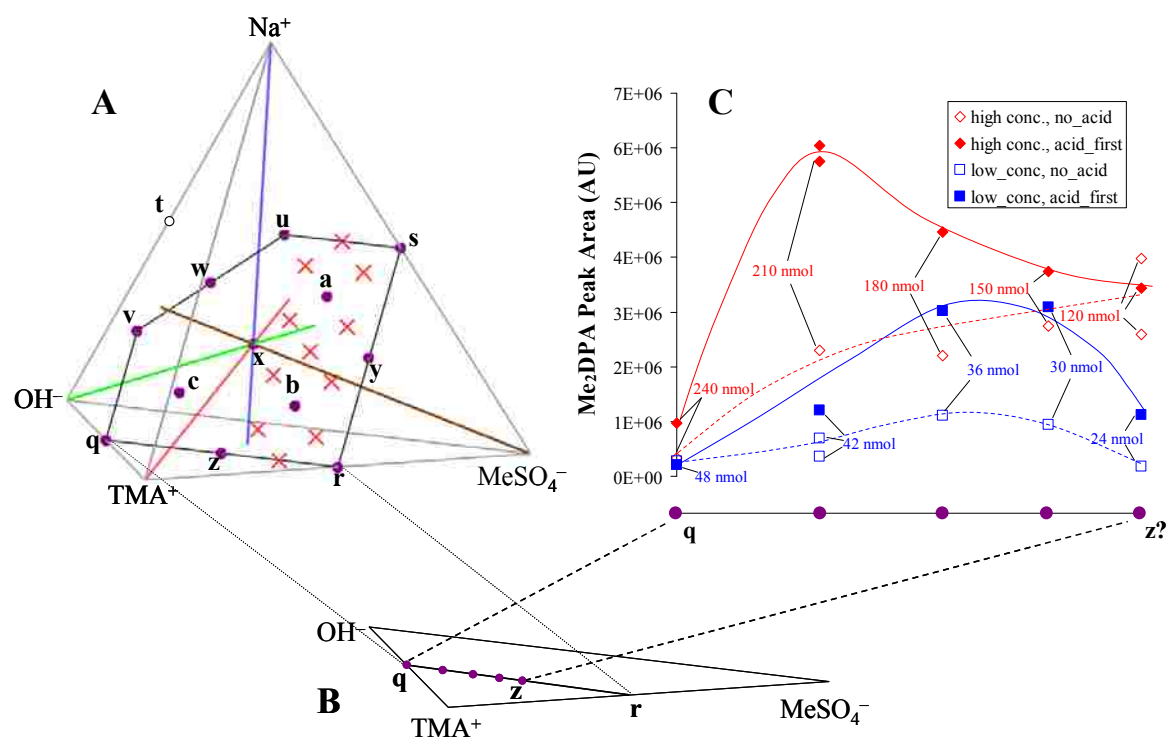 Na⁺
A
t
u
s
w
a
v
x
y
c
b
OH⁻
q
z
r
TMA⁺
MeSO₄⁻
C
Me₂DPA Peak Area (AU)
7E+06
6E+06
5E+06
4E+06
3E+06
2E+06
1E+06
0E+00
high conc., no_acid
high conc., acid_first
low_conc, no_acid
low_conc, acid_first
210 nmol
180 nmol
150 nmol
120 nmol
240 nmol
36 nmol
30 nmol
42 nmol
24 nmol
48 nmol
q
z?
OH⁻
q
z
r
B
TMA⁺
MeSO₄⁻